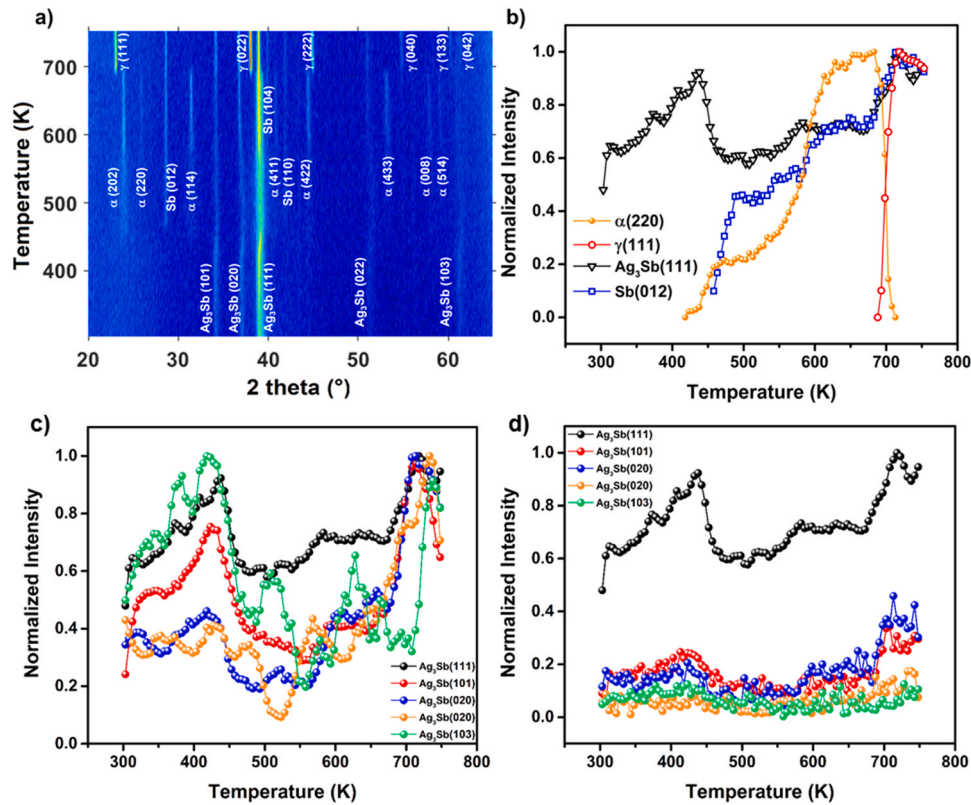 a)
γ (111)
γ (022)
γ (222)
γ (040)
γ (133)
γ (042)
Sb (104)
α (202)
α (220)
Sb (012)
α (114)
α (411)
Sb (110)
α (422)
α (433)
α (008)
α (514)
Ag₃Sb (101)
Ag₃Sb (020)
Ag₃Sb (111)
Ag₃Sb (022)
Ag₃Sb (103)
Temperature (K)
700
600
500
400
20 30 40 50 60
2 theta (°)
b)
Normalized Intensity
1.0
0.8
0.6
0.4
0.2
0.0
α(220)
γ(111)
Ag₃Sb(111)
Sb(012)
300 400 500 600 700 800
Temperature (K)
c)
Normalized Intensity
1.0
0.8
0.6
0.4
0.2
0.0
Ag₃Sb(111)
Ag₃Sb(101)
Ag₃Sb(020)
Ag₃Sb(020)
Ag₃Sb(103)
300 400 500 600 700 800
Temperature (K)
d)
Normalized Intensity
1.0
0.8
0.6
0.4
0.2
0.0
Ag₃Sb(111)
Ag₃Sb(101)
Ag₃Sb(020)
Ag₃Sb(020)
Ag₃Sb(103)
300 400 500 600 700 800
Temperature (K)